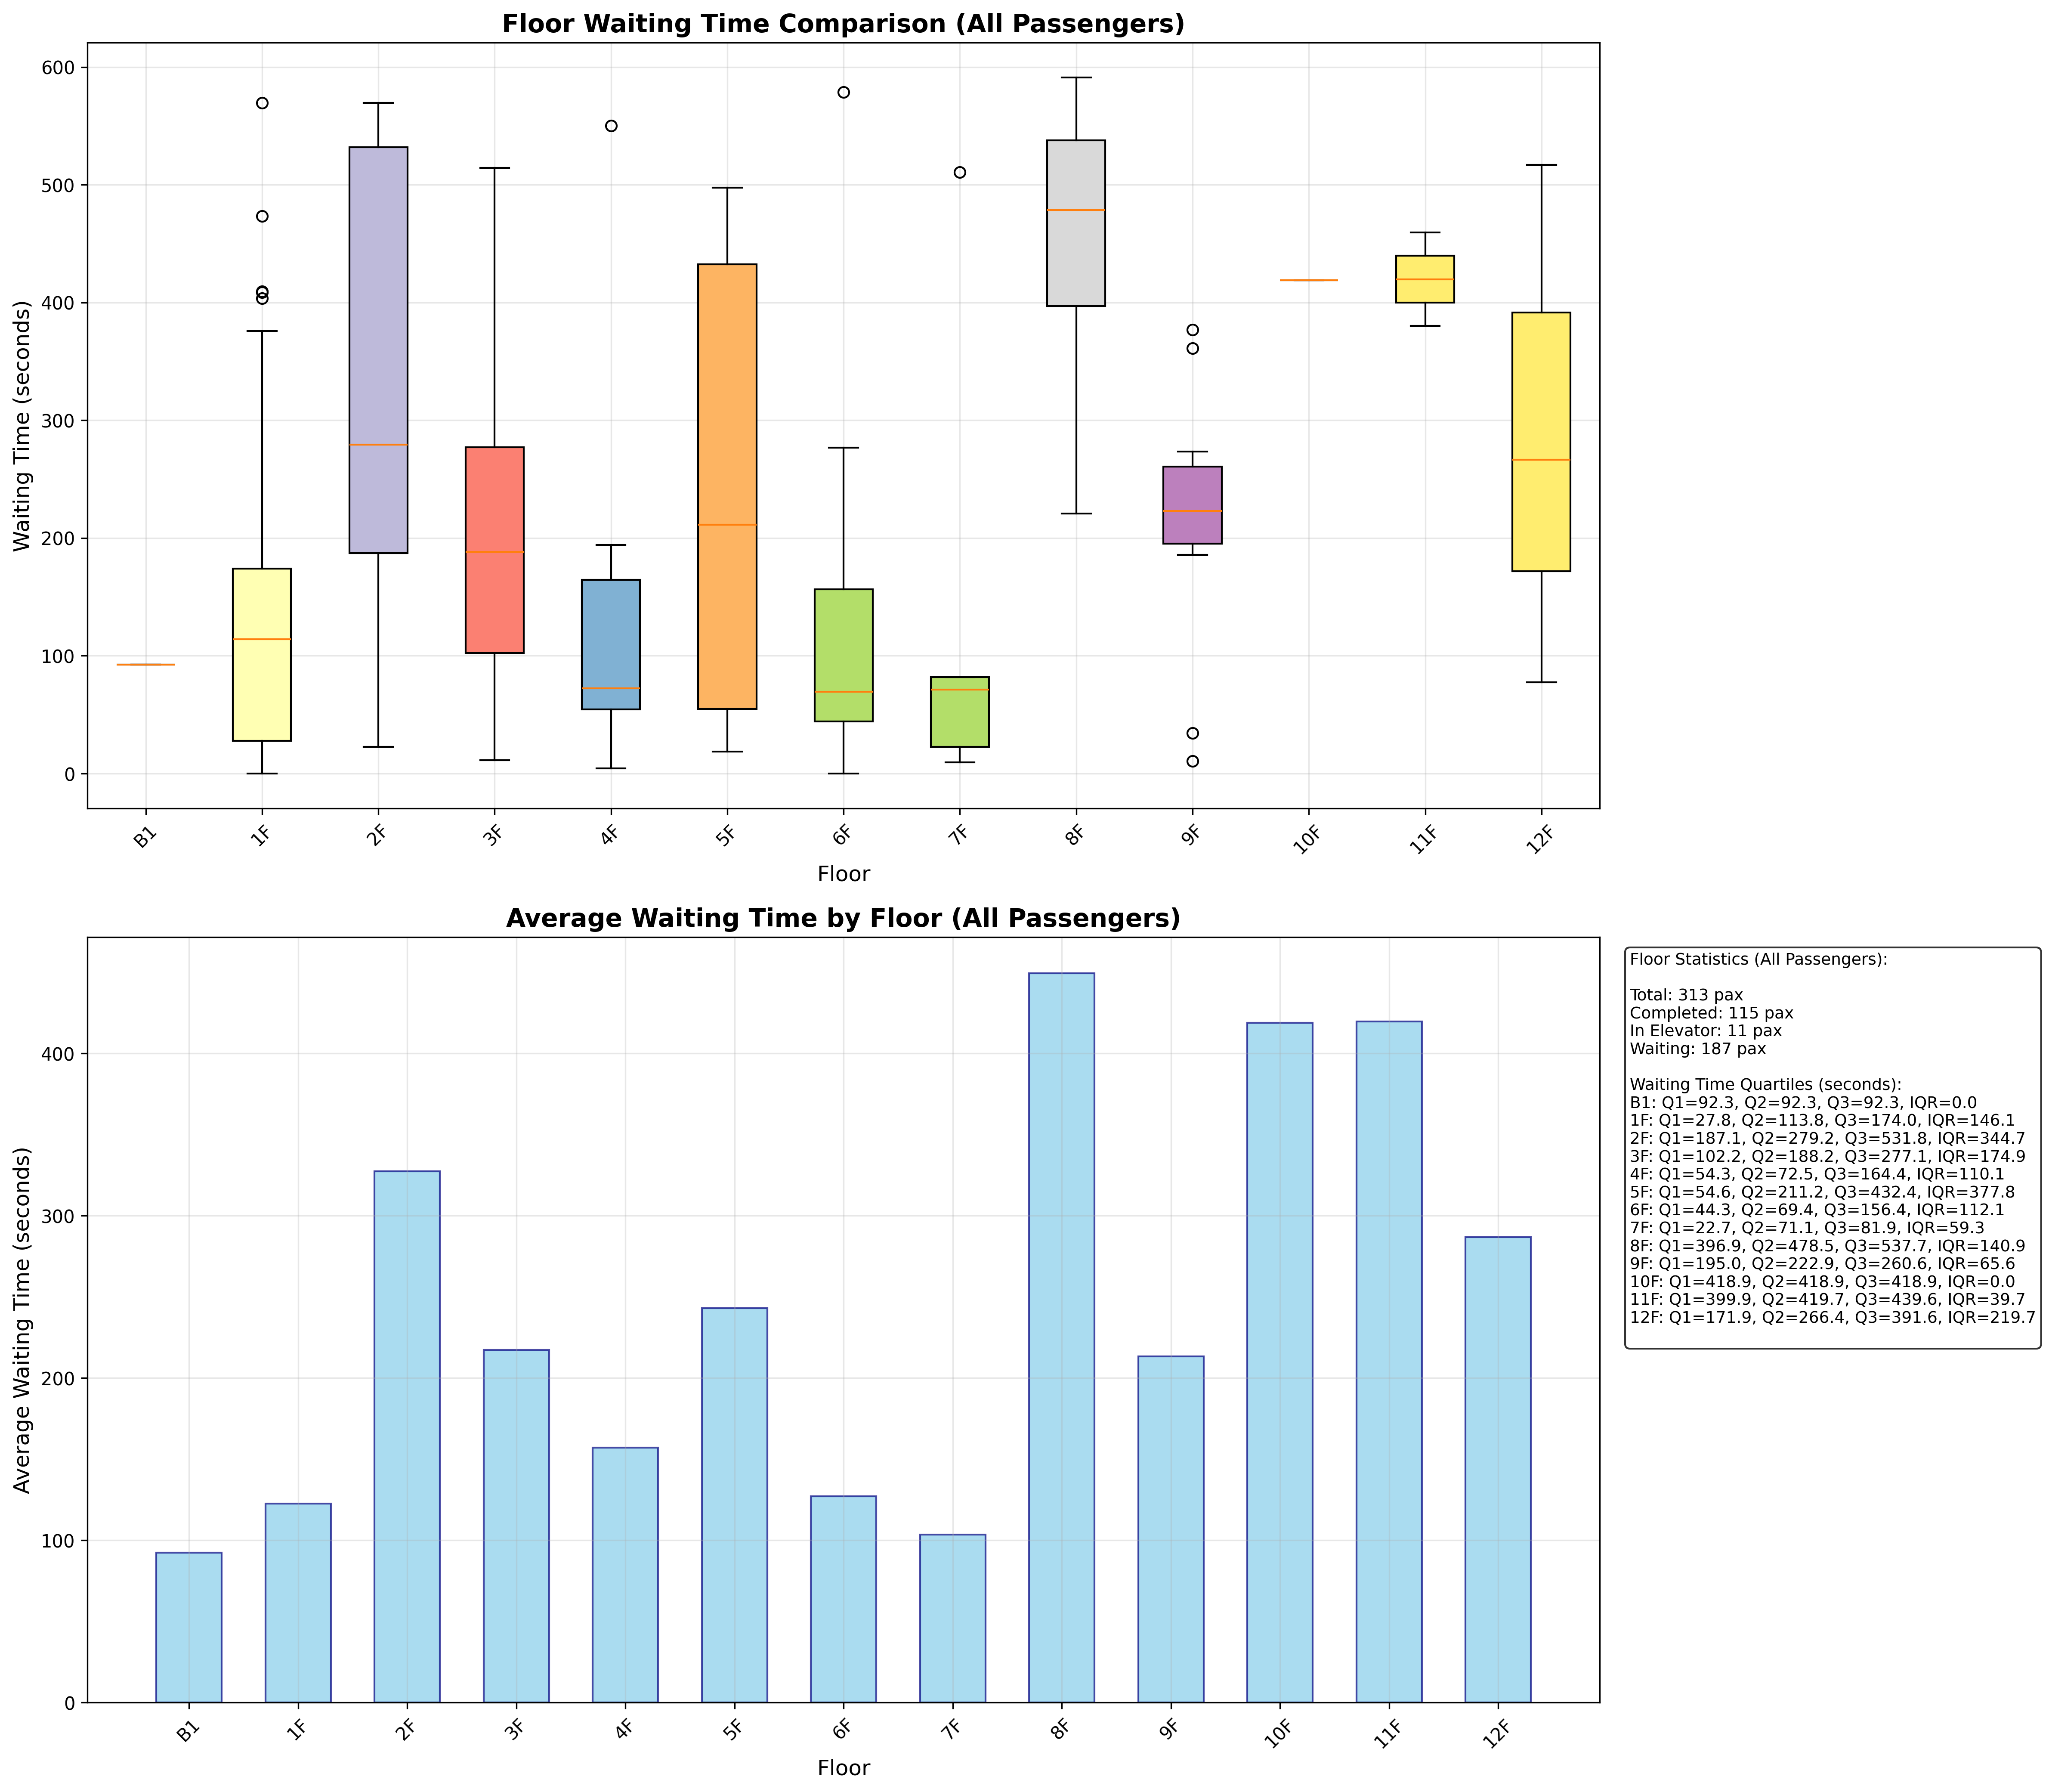 Floor Waiting Time Comparison (All Passengers)
Waiting Time (seconds)
600
500
400
300
200
100
0
B1 1F 2F 3F 4F 5F 6F 7F 8F 9F 10F 11F 12F
Floor
Average Waiting Time by Floor (All Passengers)
Average Waiting Time (seconds)
400
300
200
100
0
B1 1F 2F 3F 4F 5F 6F 7F 8F 9F 10F 11F 12F
Floor
Floor Statistics (All Passengers):
Total: 313 pax
Completed: 115 pax
In Elevator: 11 pax
Waiting: 187 pax
Waiting Time Quartiles (seconds):
B1: Q1=92.3, Q2=92.3, Q3=92.3, IQR=0.0
1F: Q1=27.8, Q2=113.8, Q3=174.0, IQR=146.1
2F: Q1=187.1, Q2=279.2, Q3=531.8, IQR=344.7
3F: Q1=102.2, Q2=188.2, Q3=277.1, IQR=174.9
4F: Q1=54.3, Q2=72.5, Q3=164.4, IQR=110.1
5F: Q1=54.6, Q2=211.2, Q3=432.4, IQR=377.8
6F: Q1=44.3, Q2=69.4, Q3=156.4, IQR=112.1
7F: Q1=22.7, Q2=71.1, Q3=81.9, IQR=59.3
8F: Q1=396.9, Q2=478.5, Q3=537.7, IQR=140.9
9F: Q1=195.0, Q2=222.9, Q3=260.6, IQR=65.6
10F: Q1=418.9, Q2=418.9, Q3=418.9, IQR=0.0
11F: Q1=399.9, Q2=419.7, Q3=439.6, IQR=39.7
12F: Q1=171.9, Q2=266.4, Q3=391.6, IQR=219.7